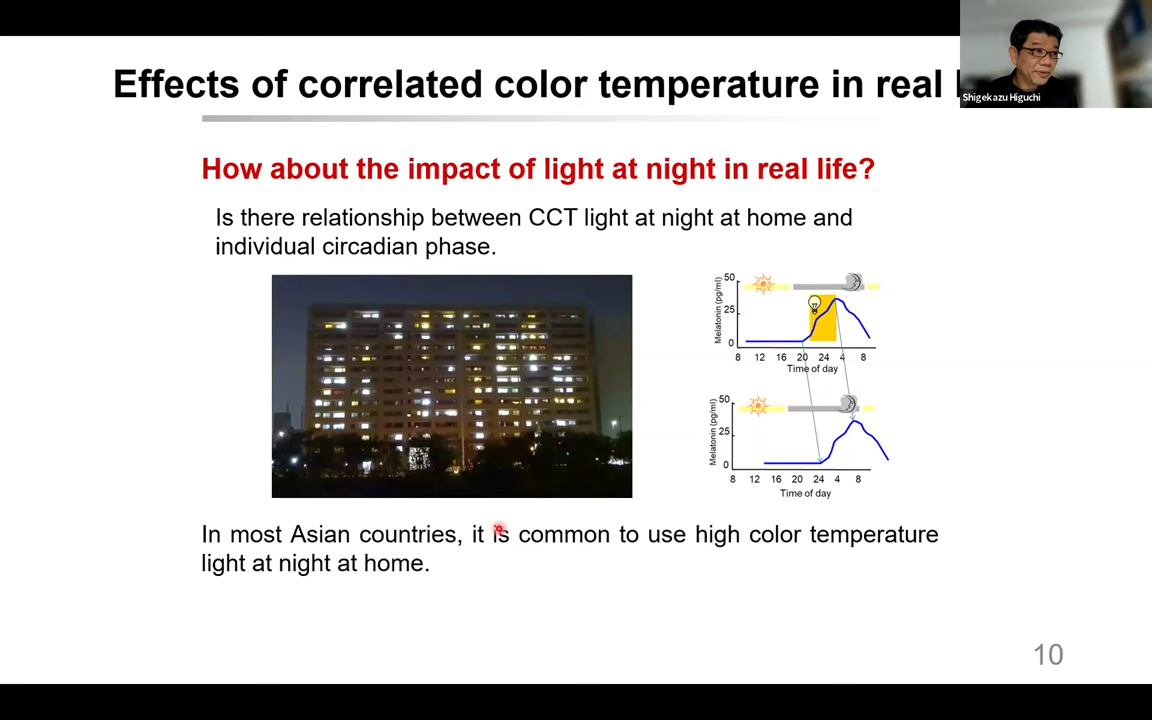 Effects of correlated color temperature in real
Shigekazu Higuchi
How about the impact of light at night in real life?
Is there relationship between CCT light at night at home and
individual circadian phase.
Melatonin (pg/ml)
50
25
0
8 12 16 20 24 4 8
Time of day
Melatonin (pg/ml)
50
25
0
8 12 16 20 24 4 8
Time of day
In most Asian countries, it is common to use high color temperature
light at night at home.
10